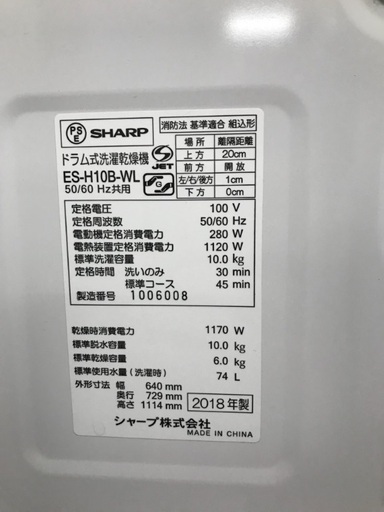 PS E SHARP
ドラム式洗濯乾燥機 S JET
ES-H10B-WL
50/60 Hz共用 G
消防法 基準適合 組込形
場所 離隔距離
上方 20cm
前方 開放
左/右/後方 1cm
下方 0cm
定格電圧 100 V
定格周波数 50/60 Hz
電動機定格消費電力 280 W
電熱装置定格消費電力 1120 W
標準洗濯容量 10.0 kg
定格時間 洗いのみ 30 min
標準コース 45 min
製造番号 1006008
乾燥時消費電力 1170 W
標準脱水容量 10.0 kg
標準乾燥容量 6.0 kg
標準使用水量(洗濯時) 74 L
外形寸法 幅 640 mm
奥行 729 mm
高さ 1114 mm
2018 年製
シャープ株式会社
MADE IN CHINA